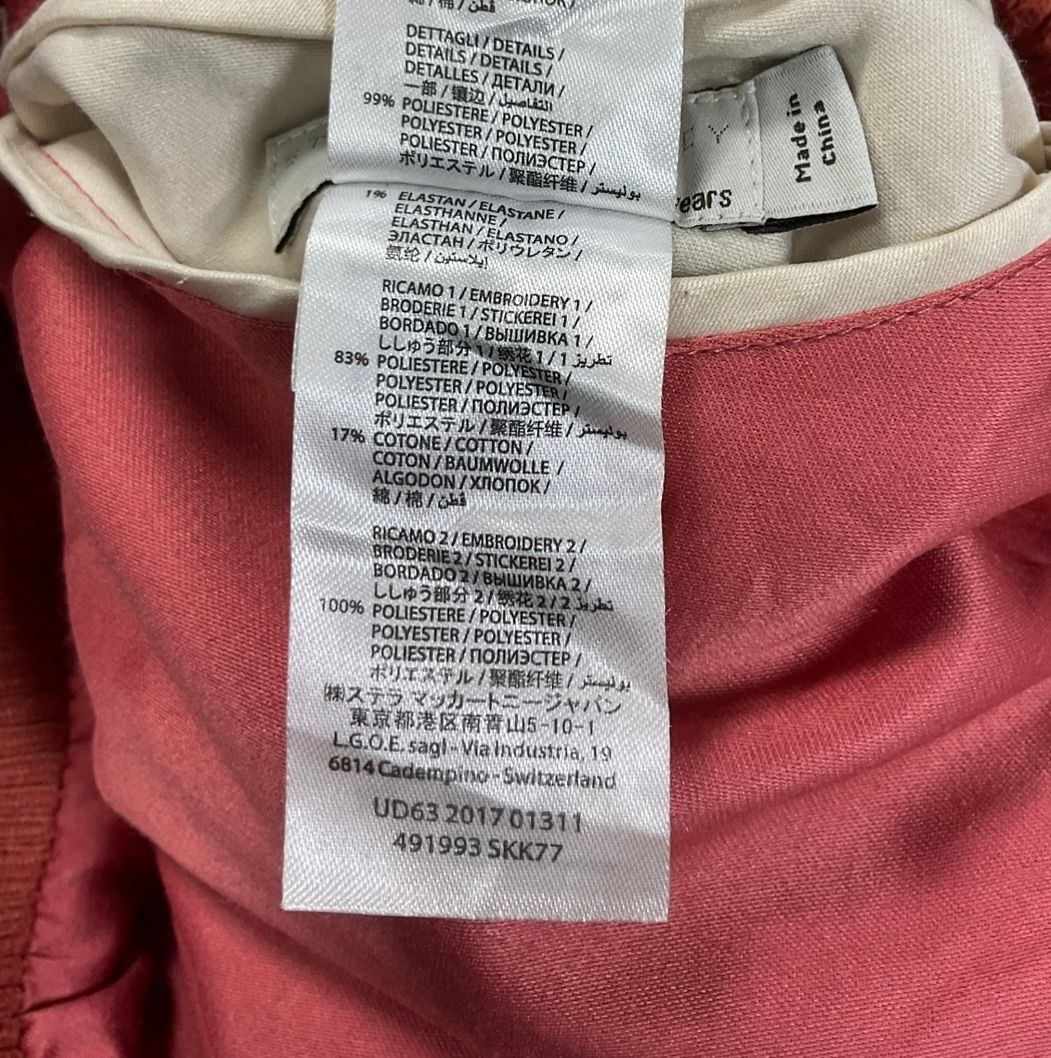 綿 / 棉 / قطن
DETTAGLI / DETAILS /
DETAILS / DETAILS /
DETALLES / ДЕТАЛИ /
一部 / 镶边 / التفاصيل
99% POLIESTERE / POLYESTER /
POLYESTER / POLYESTER /
POLIESTER / ПОЛИЭСТЕР /
ポリエステル / 聚酯纤维 / بوليستر
1% ELASTAN / ELASTANE /
ELASTHANNE /
ELASTHAN / ELASTANO /
ЭЛАСТАН / ポリウレタン /
氨纶 / إيلاستين
RICAMO 1 / EMBROIDERY 1 /
BRODERIE 1 / STICKEREI 1 /
BORDADO 1 / ВЫШИВКА 1 /
ししゅう部分 1 / 绣花 1 / 1 تطريز
83% POLIESTERE / POLYESTER /
POLYESTER / POLYESTER /
POLIESTER / ПОЛИЭСТЕР /
ポリエステル / 聚酯纤维 / بوليستر
17% COTONE / COTTON /
COTON / BAUMWOLLE /
ALGODON / ХЛОПОК /
綿 / 棉 / قطن
RICAMO 2 / EMBROIDERY 2 /
BRODERIE 2 / STICKEREI 2 /
BORDADO 2 / ВЫШИВКА 2 /
ししゅう部分 2 / 绣花 2 / 2 تطريز
100% POLIESTERE / POLYESTER /
POLYESTER / POLYESTER /
POLIESTER / ПОЛИЭСТЕР /
ポリエステル / 聚酯纤维 / بوليستر
㈱ステラ マッカートニージャパン
東京都港区南青山5-10-1
L.G.O.E. sagl - Via Industria, 19
6814 Cadempino - Switzerland
UD63 2017 01311
491993 SKK77
EY
ears
Made in
China